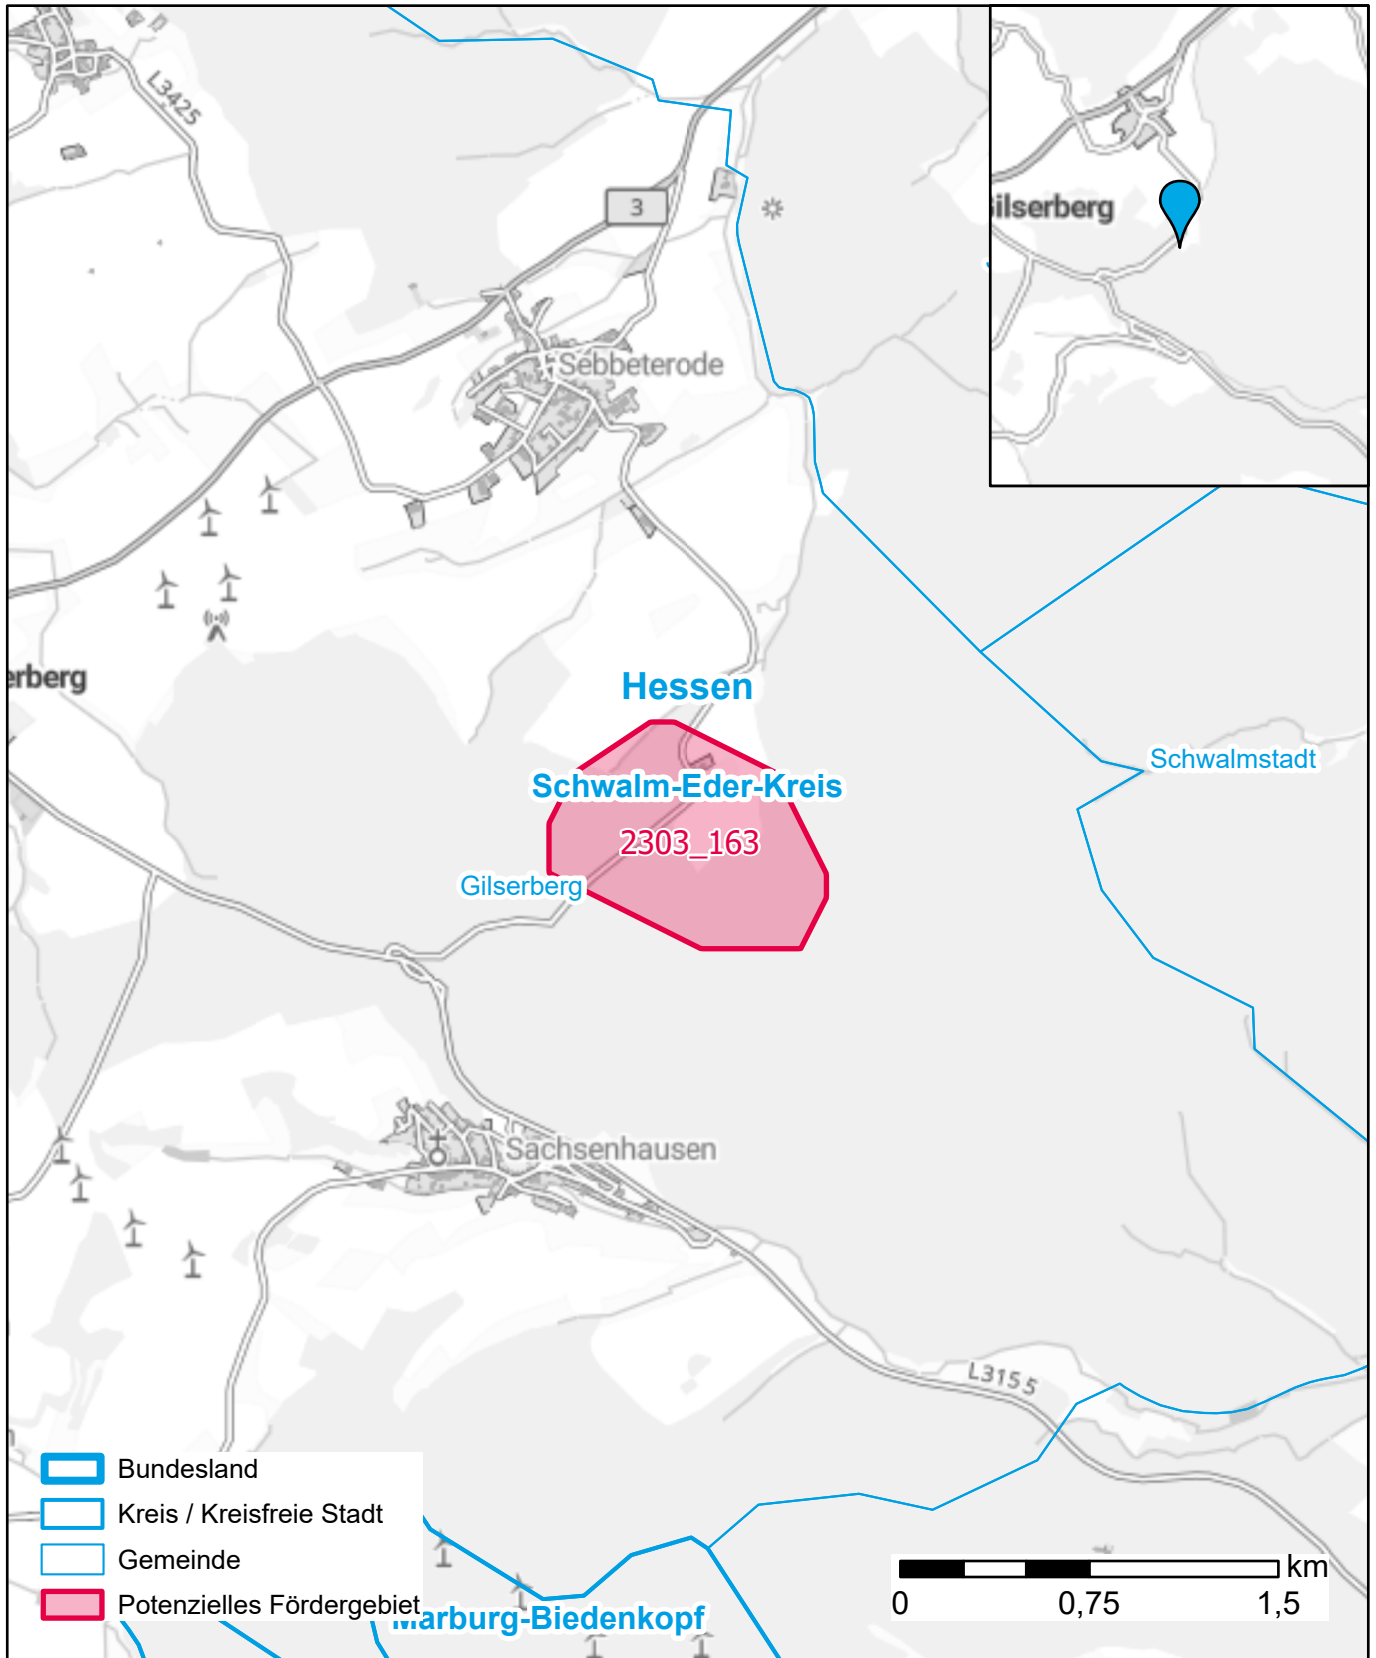 L3425
3
Sebbeterode
ilserberg
erberg
Hessen
Schwalmstadt
Schwalm-Eder-Kreis
2303_163
Gilserberg
Sachsenhausen
L3155
Bundesland
Kreis / Kreisfreie Stadt
Gemeinde
Potenzielles Fördergebiet
Marburg-Biedenkopf
km
0 0,75 1,5